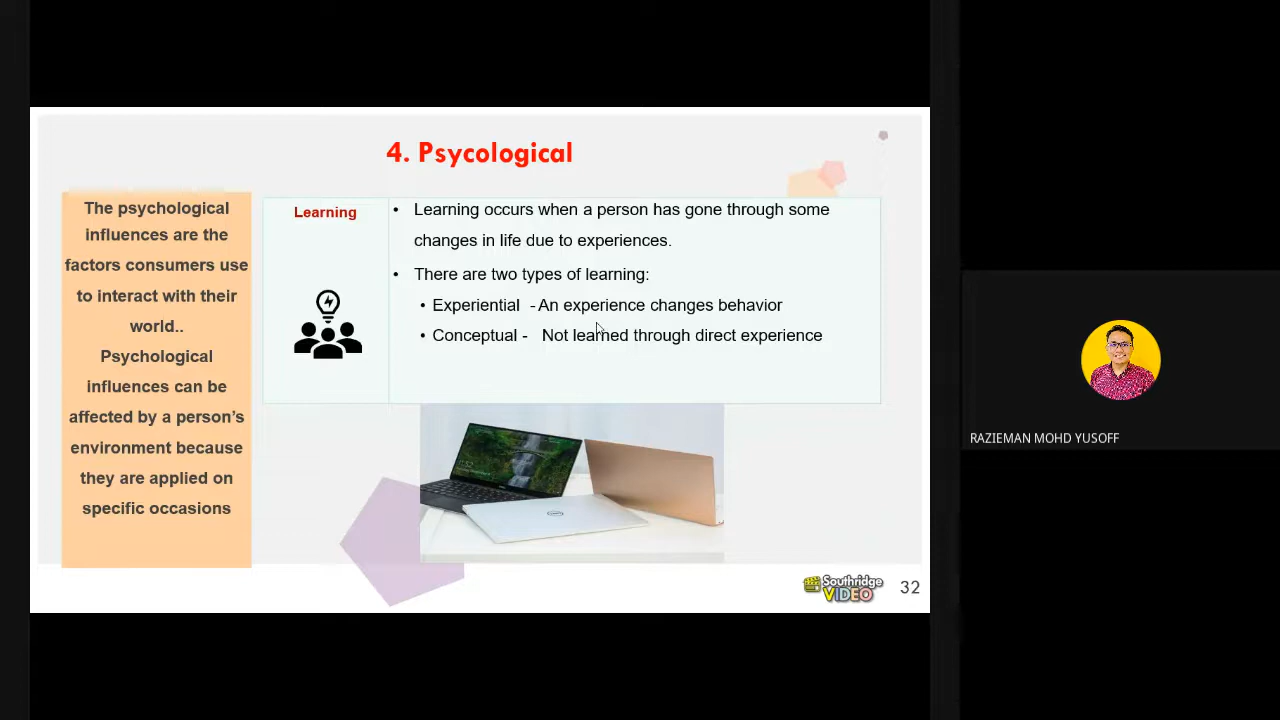 4. Psycological
The psychological
influences are the
factors consumers use
to interact with their
world..
Psychological
influences can be
affected by a person's
environment because
they are applied on
specific occasions
Learning
• Learning occurs when a person has gone through some
changes in life due to experiences.
• There are two types of learning:
• Experiential - An experience changes behavior
• Conceptual - Not learned through direct experience
Southridge
VIDEO
32
RAZIEMAN MOHD YUSOFF